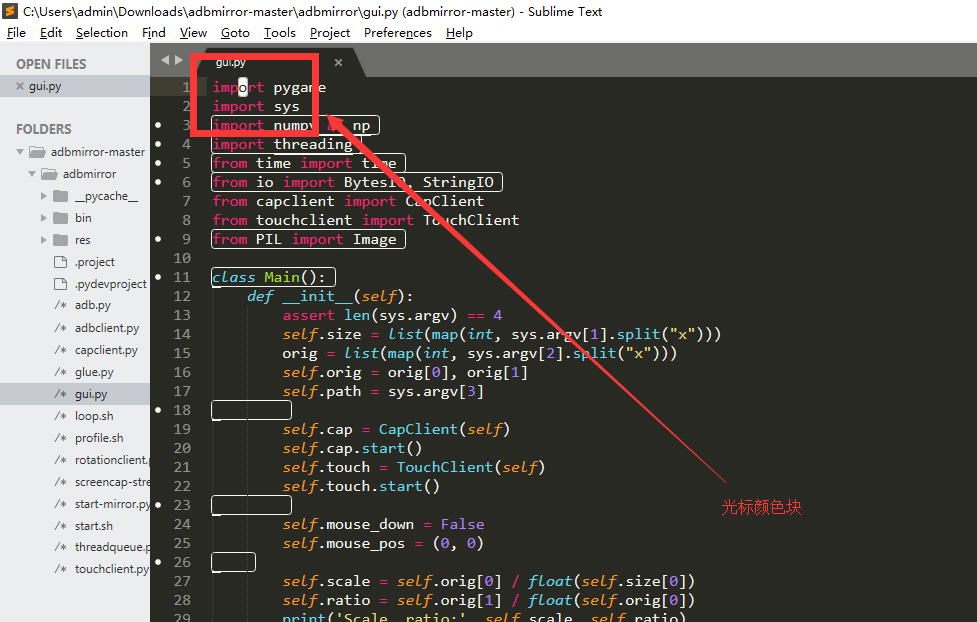 C:\Users\admin\Downloads\adbmirror-master\adbmirror\gui.py (adbmirror-master) - Sublime Text
File Edit Selection Find View Goto Tools Project Preferences Help
OPEN FILES
gui.py
FOLDERS
adbmirror-master
adbmirror
__pycache__
bin
res
.project
.pydevproject
/* adb.py
/* adbclient.py
/* capclient.py
/* glue.py
/* gui.py
/* loop.sh
/* profile.sh
/* rotationclient.p
/* screencap-stre
/* start-mirror.py
/* start.sh
/* threadqueue.p
/* touchclient.py
gui.py
1 import pygame
2 import sys
3 import numpy as np
4 import threading
5 from time import time
6 from io import BytesIO, StringIO
7 from capclient import CapClient
8 from touchclient import TouchClient
9 from PIL import Image
10
11 class Main():
12 def __init__(self):
13 assert len(sys.argv) == 4
14 self.size = list(map(int, sys.argv[1].split("x")))
15 orig = list(map(int, sys.argv[2].split("x")))
16 self.orig = orig[0], orig[1]
17 self.path = sys.argv[3]
18
19 self.cap = CapClient(self)
20 self.cap.start()
21 self.touch = TouchClient(self)
22 self.touch.start()
23
24 self.mouse_down = False
25 self.mouse_pos = (0, 0)
26
27 self.scale = self.orig[0] / float(self.size[0])
28 self.ratio = self.orig[1] / float(self.orig[0])
29 print('Scale, ratio:', self.scale, self.ratio)
光标颜色块